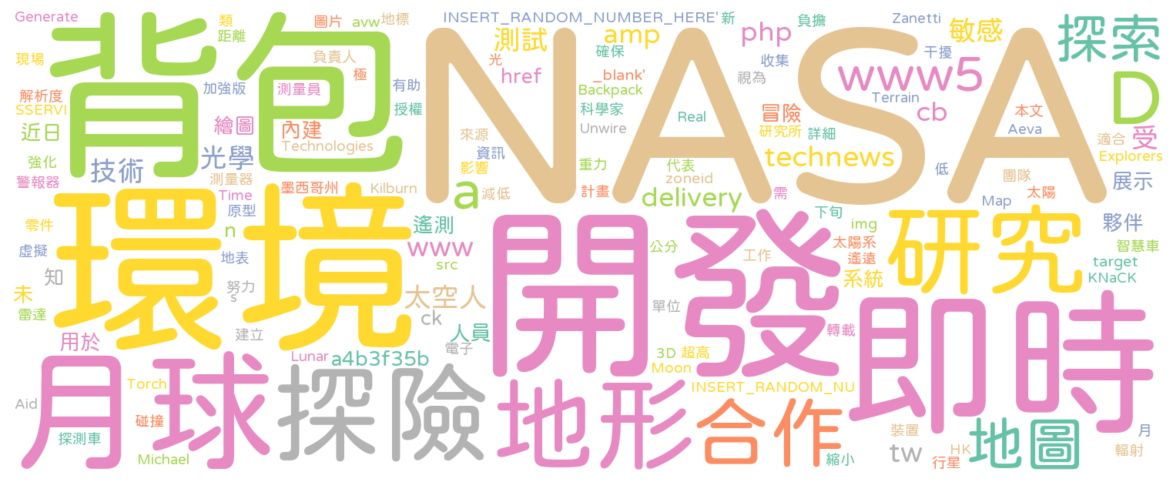 Generate
類
圖片
avw
地標
INSERT_RANDOM_NUMBER_HERE'
新
負擔
Zanetti
敏感
探索
距離
負責人
背包
NASA
測試
amp
php
光
確保
收集
干擾
現場
極
href
_blank'
視為
www5
D
解析度
加強版
測量員
有助
Backpack
Terrain
SSERVI
授權
科學家
Real
冒險
cb
本文
近日
繪圖
內建
來源
Unwire
研究所
詳細
Aeva
適合
受
強化
光學
Technologies
資訊
technews
Explorers
警報器
技術
測量器
影響
重力
代表
低
團隊
展示
Time
墨西哥州
Kilburn
a
減低
計畫
zoneid
需
太陽
零件
環境
原型
n
遙測
delivery
Map
夥伴
下旬
研究
虛擬
地表
www
開發
公分
工作
img
太陽系
智慧車
知
src
遙遠
target
系統
KNaCK
未
努力
s
太空人
單位
即時
雷達
建立
ck
人員
轉載
用於
電子
月球
Lunar
a4b3f35b
3D
超高
Moon
探險
地形
INSERT_RANDOM_NU
Torch
Aid
碰撞
合作
裝置
地圖
月
探測車
tw
HK
輻射
Michael
縮小
行星